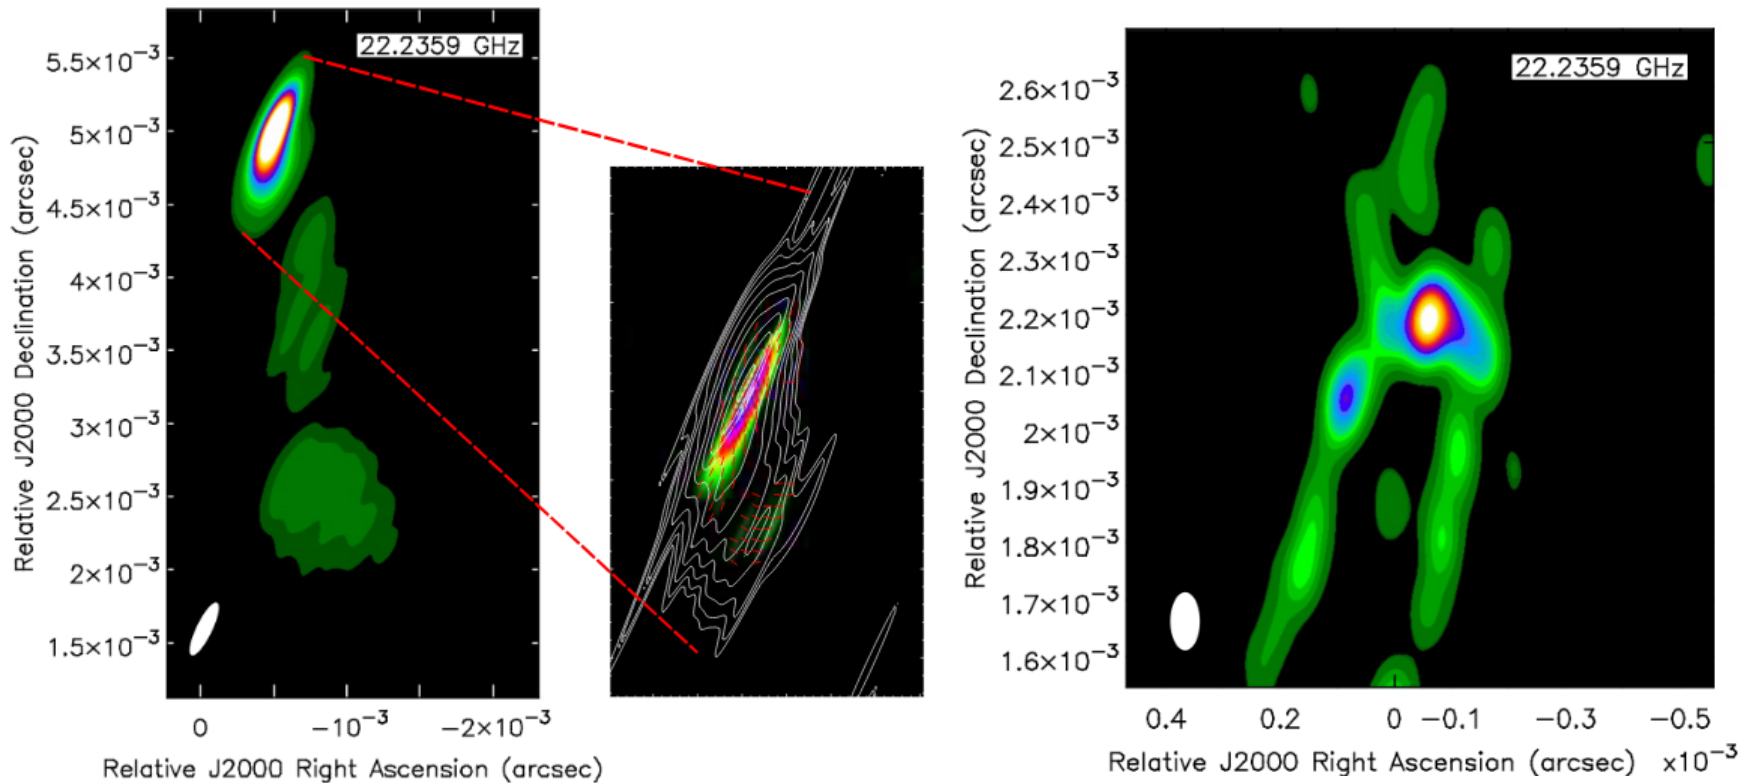 22.2359 GHz
5.5×10⁻³
5×10⁻³
4.5×10⁻³
4×10⁻³
3.5×10⁻³
3×10⁻³
2.5×10⁻³
2×10⁻³
1.5×10⁻³
Relative J2000 Declination (arcsec)
0 −10⁻³ −2×10⁻³
Relative J2000 Right Ascension (arcsec)
22.2359 GHz
2.6×10⁻³
2.5×10⁻³
2.4×10⁻³
2.3×10⁻³
2.2×10⁻³
2.1×10⁻³
2×10⁻³
1.9×10⁻³
1.8×10⁻³
1.7×10⁻³
1.6×10⁻³
Relative J2000 Declination (arcsec)
0.4 0.2 0 −0.1 −0.3 −0.5
Relative J2000 Right Ascension (arcsec) ×10⁻³